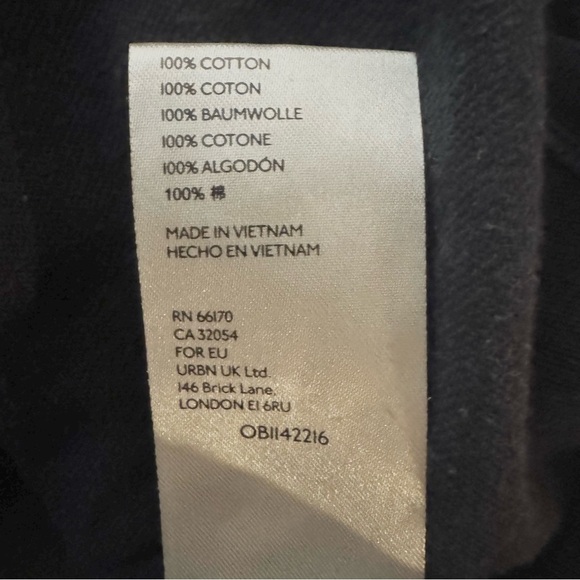 100% COTTON
100% COTON
100% BAUMWOLLE
100% COTONE
100% ALGODÓN
100% 棉
MADE IN VIETNAM
HECHO EN VIETNAM
RN 66170
CA 32054
FOR EU
URBN UK Ltd.
146 Brick Lane,
LONDON E1 6RU
OB1142216